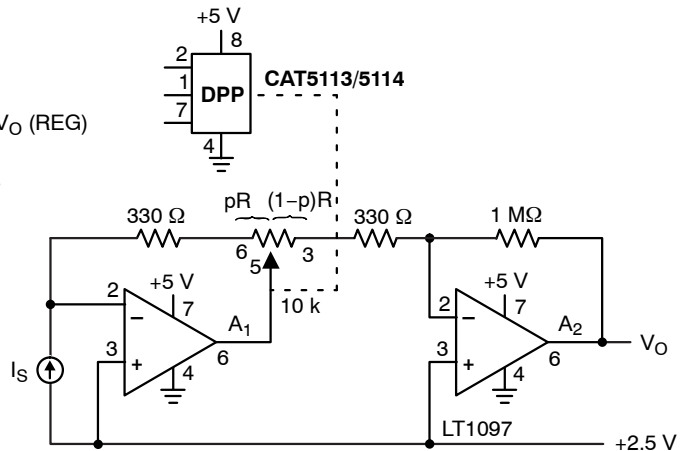 +5 V
8
2
1
7
DPP
CAT5113/5114
4
V_O (REG)
pR (1−p)R
330 Ω
330 Ω
1 MΩ
6
5
3
10 k
+5 V
2
7
−
3
+
A₁
6
4
I_S
+5 V
2
7
−
3
+
A₂
6
4
V_O
LT1097
+2.5 V